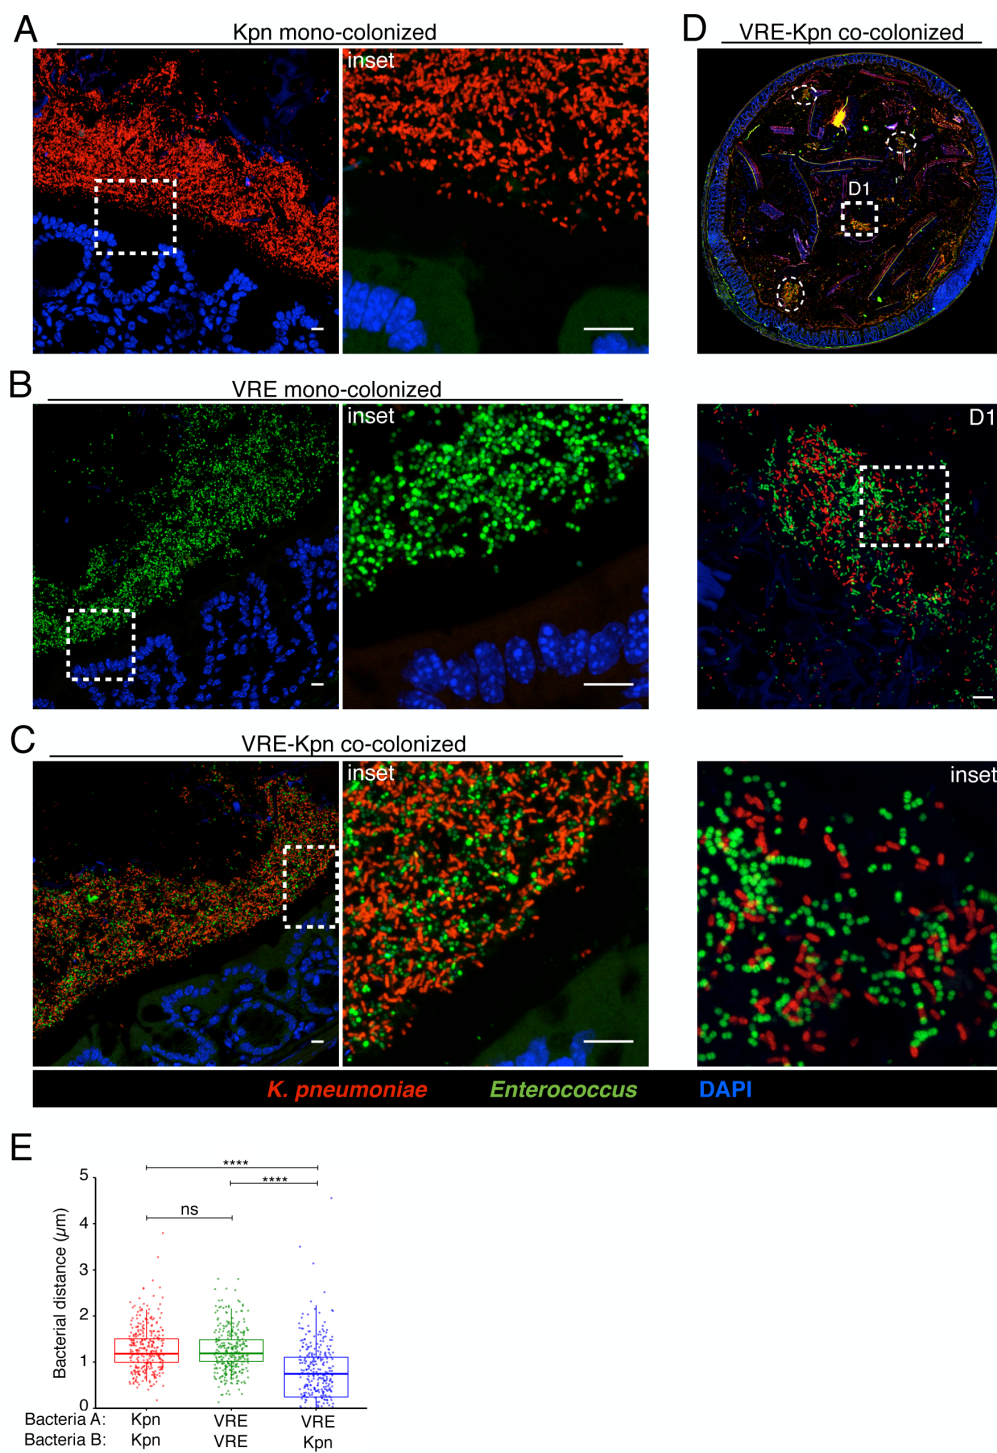 A
Kpn mono-colonized
inset
B
VRE mono-colonized
inset
C
VRE-Kpn co-colonized
inset
D
VRE-Kpn co-colonized
D1
D1
inset
K. pneumoniae Enterococcus DAPI
E
****
****
ns
Bacterial distance (µm)
5
4
3
2
1
0
Bacteria A: Kpn VRE VRE
Bacteria B: Kpn VRE Kpn